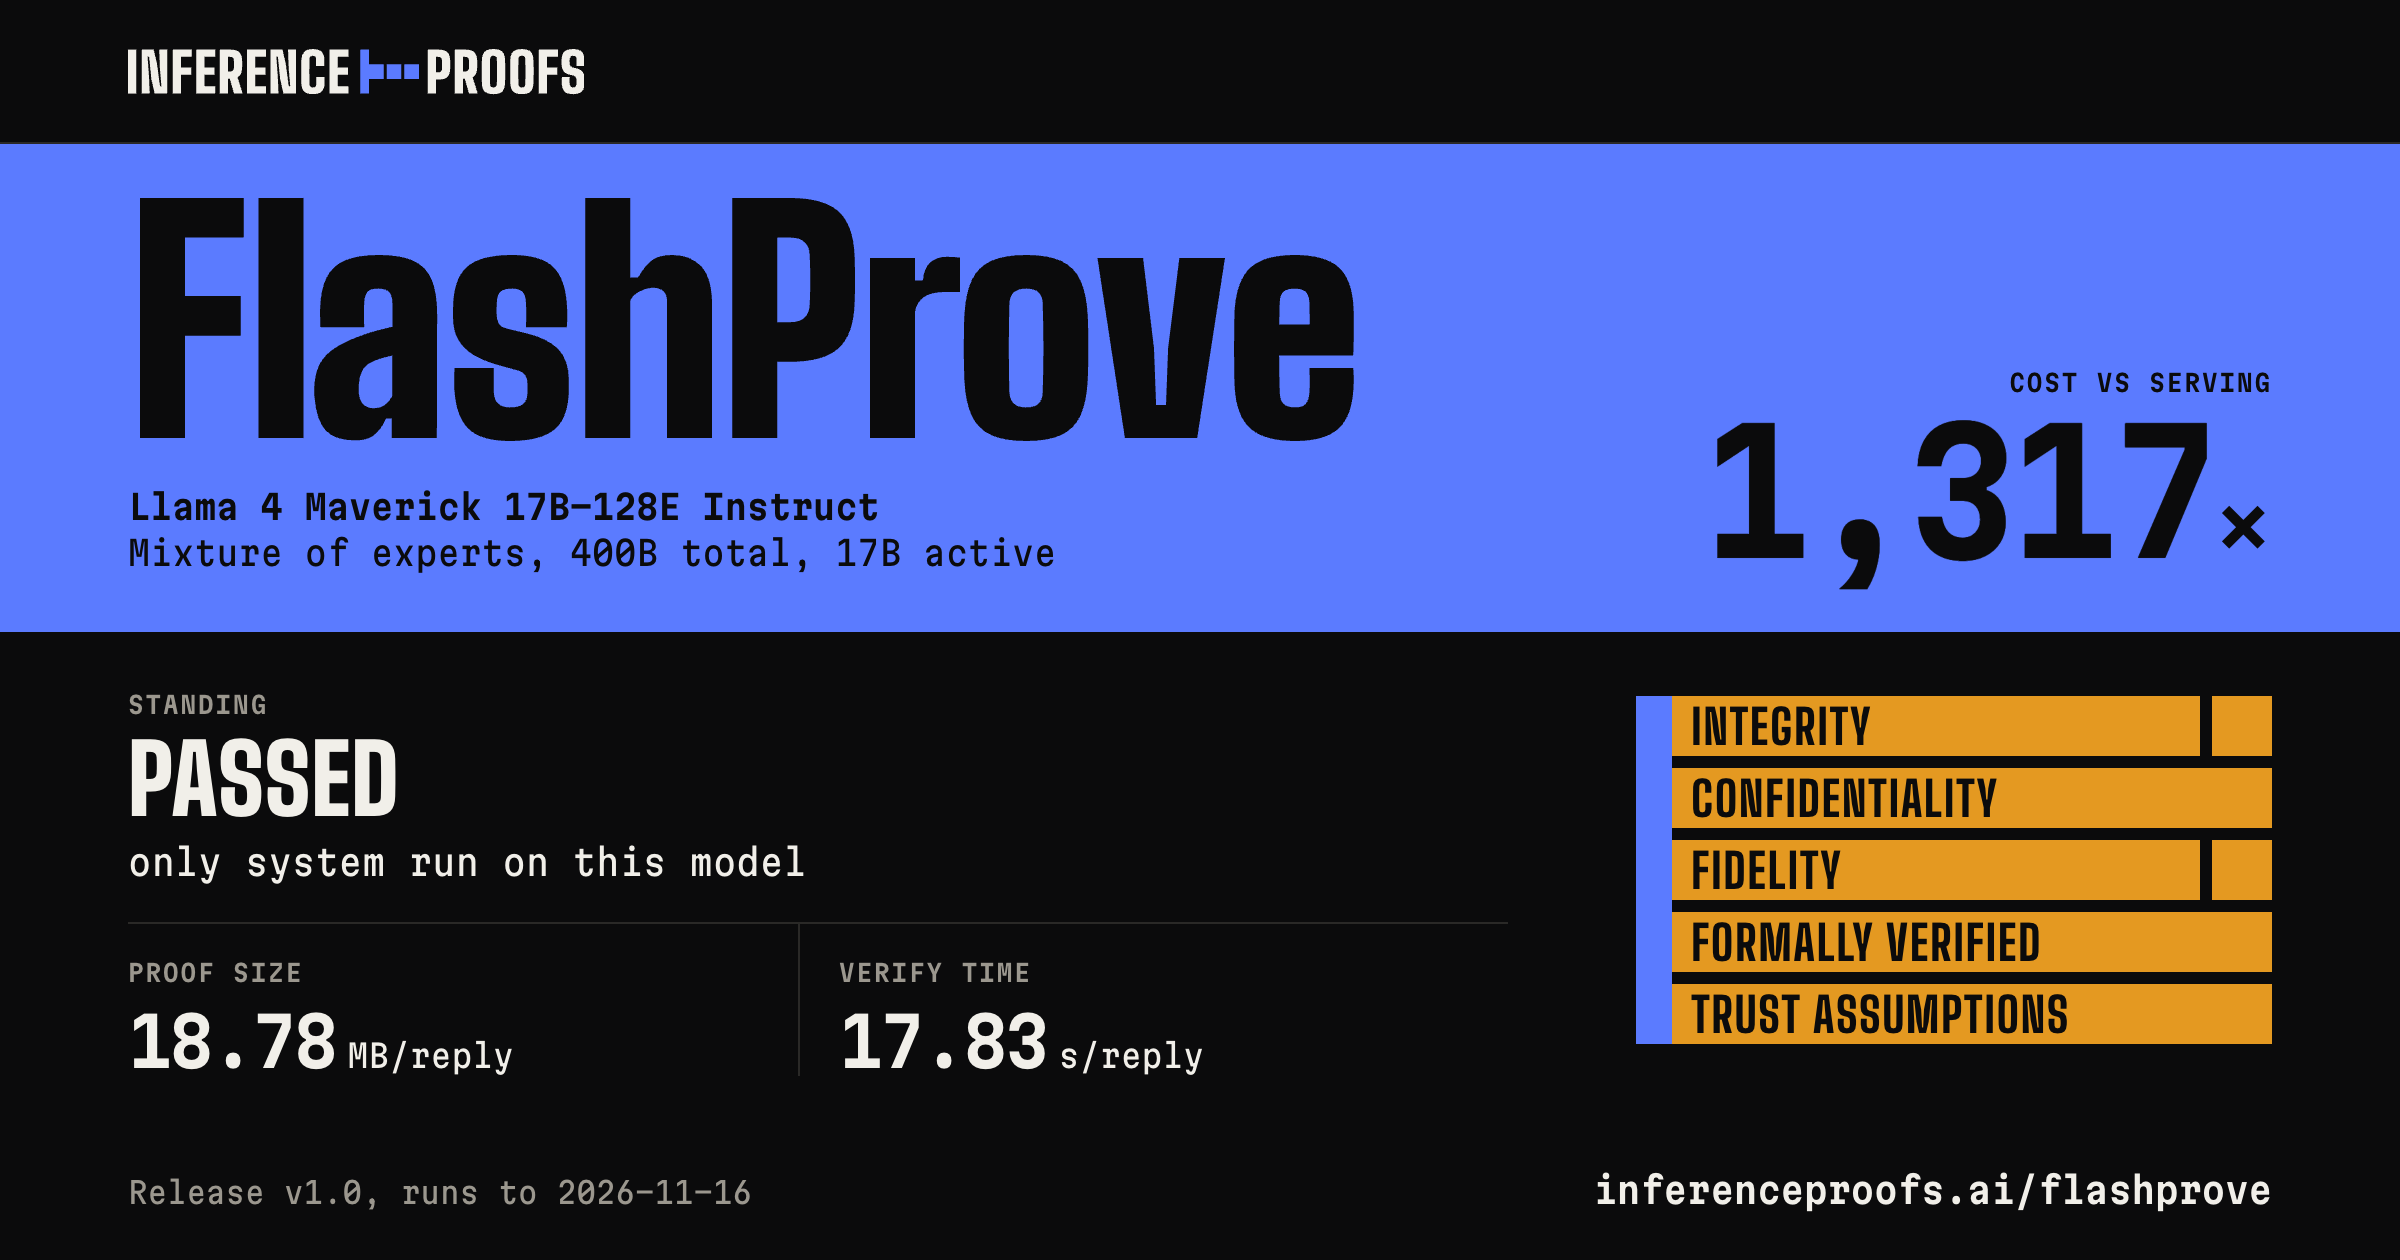 INFERENCE PROOFS
FlashProve
Llama 4 Maverick 17B-128E Instruct
Mixture of experts, 400B total, 17B active
COST VS SERVING
1,317×
STANDING
PASSED
only system run on this model
PROOF SIZE
18.78 MB/reply
VERIFY TIME
17.83 s/reply
INTEGRITY
CONFIDENTIALITY
FIDELITY
FORMALLY VERIFIED
TRUST ASSUMPTIONS
Release v1.0, runs to 2026-11-16
inferenceproofs.ai/flashprove